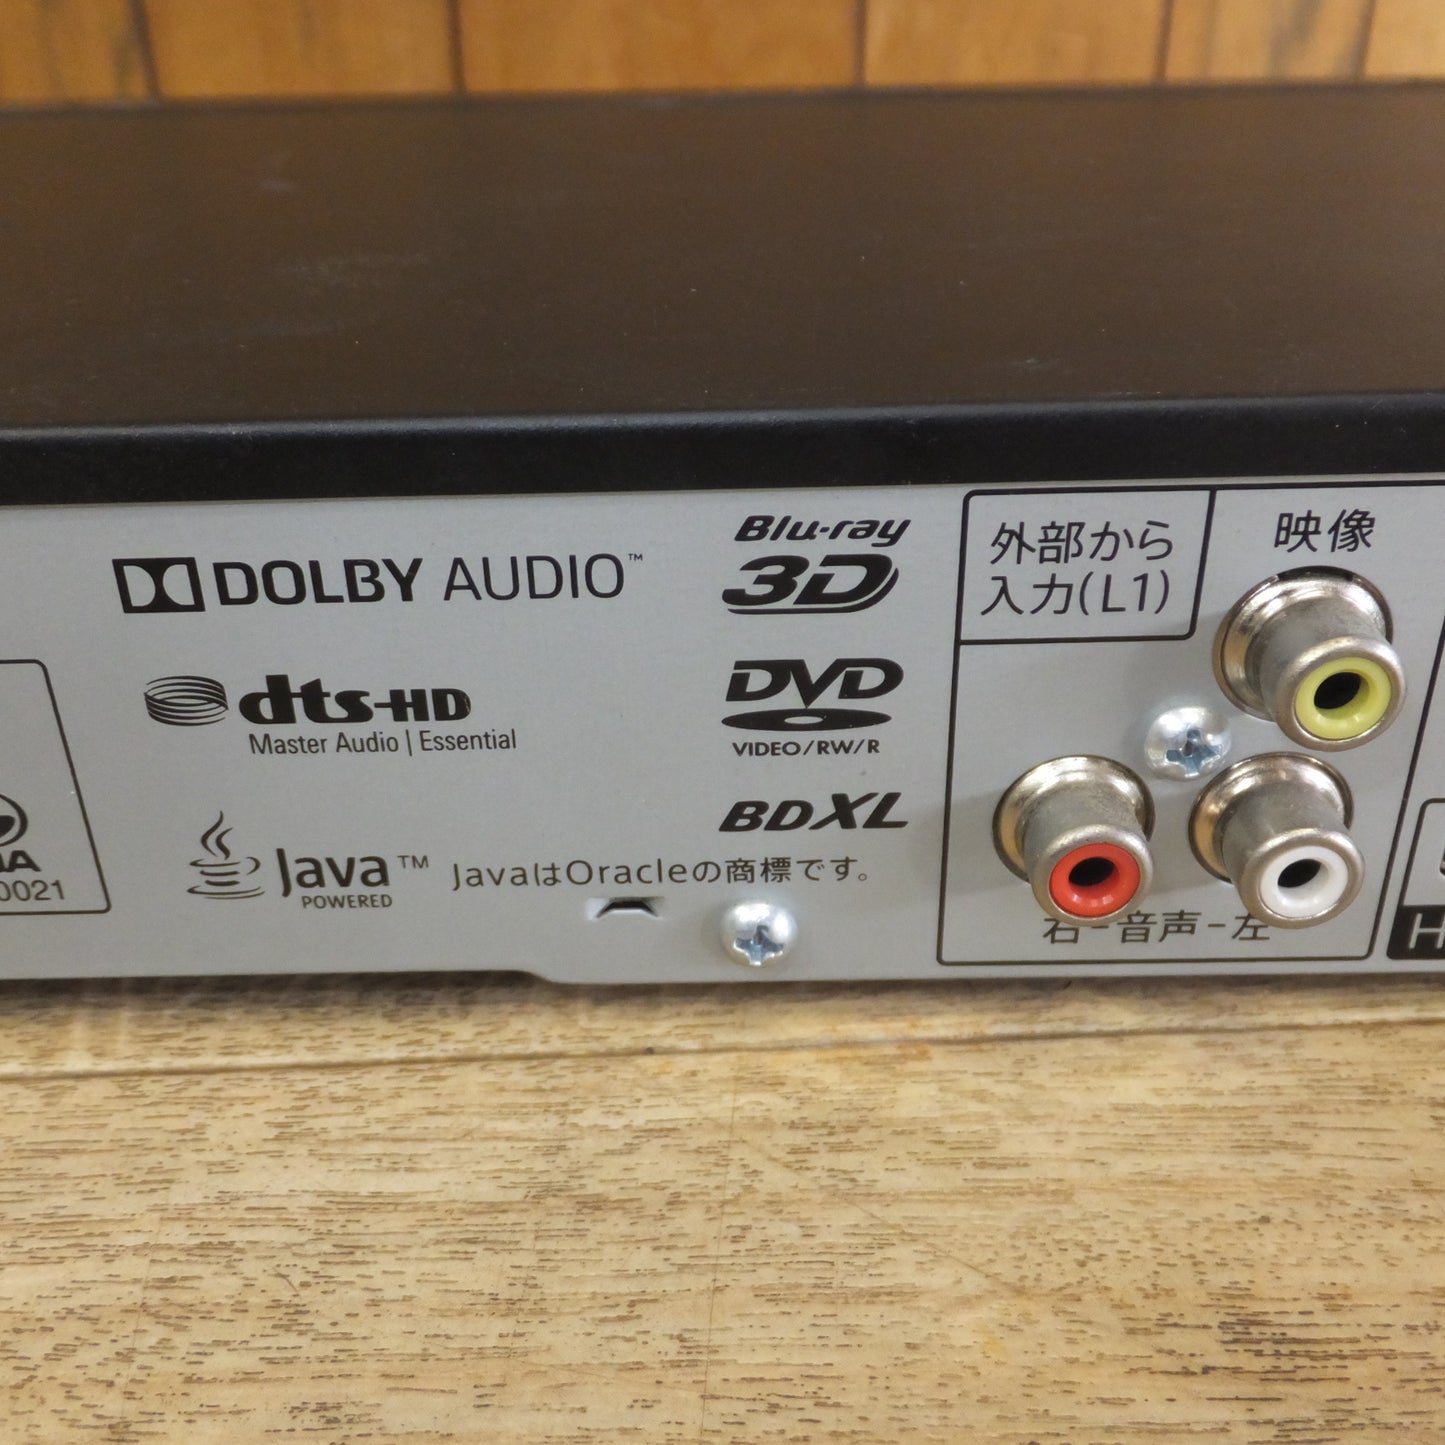 DOLBY AUDIO™
dts-HD
Master Audio | Essential
Java™
POWERED
JavaはOracleの商標です。
Blu-ray
3D
DVD
VIDEO/RW/R
BDXL
外部から
入力(L1)
映像
右-音声-左
0021